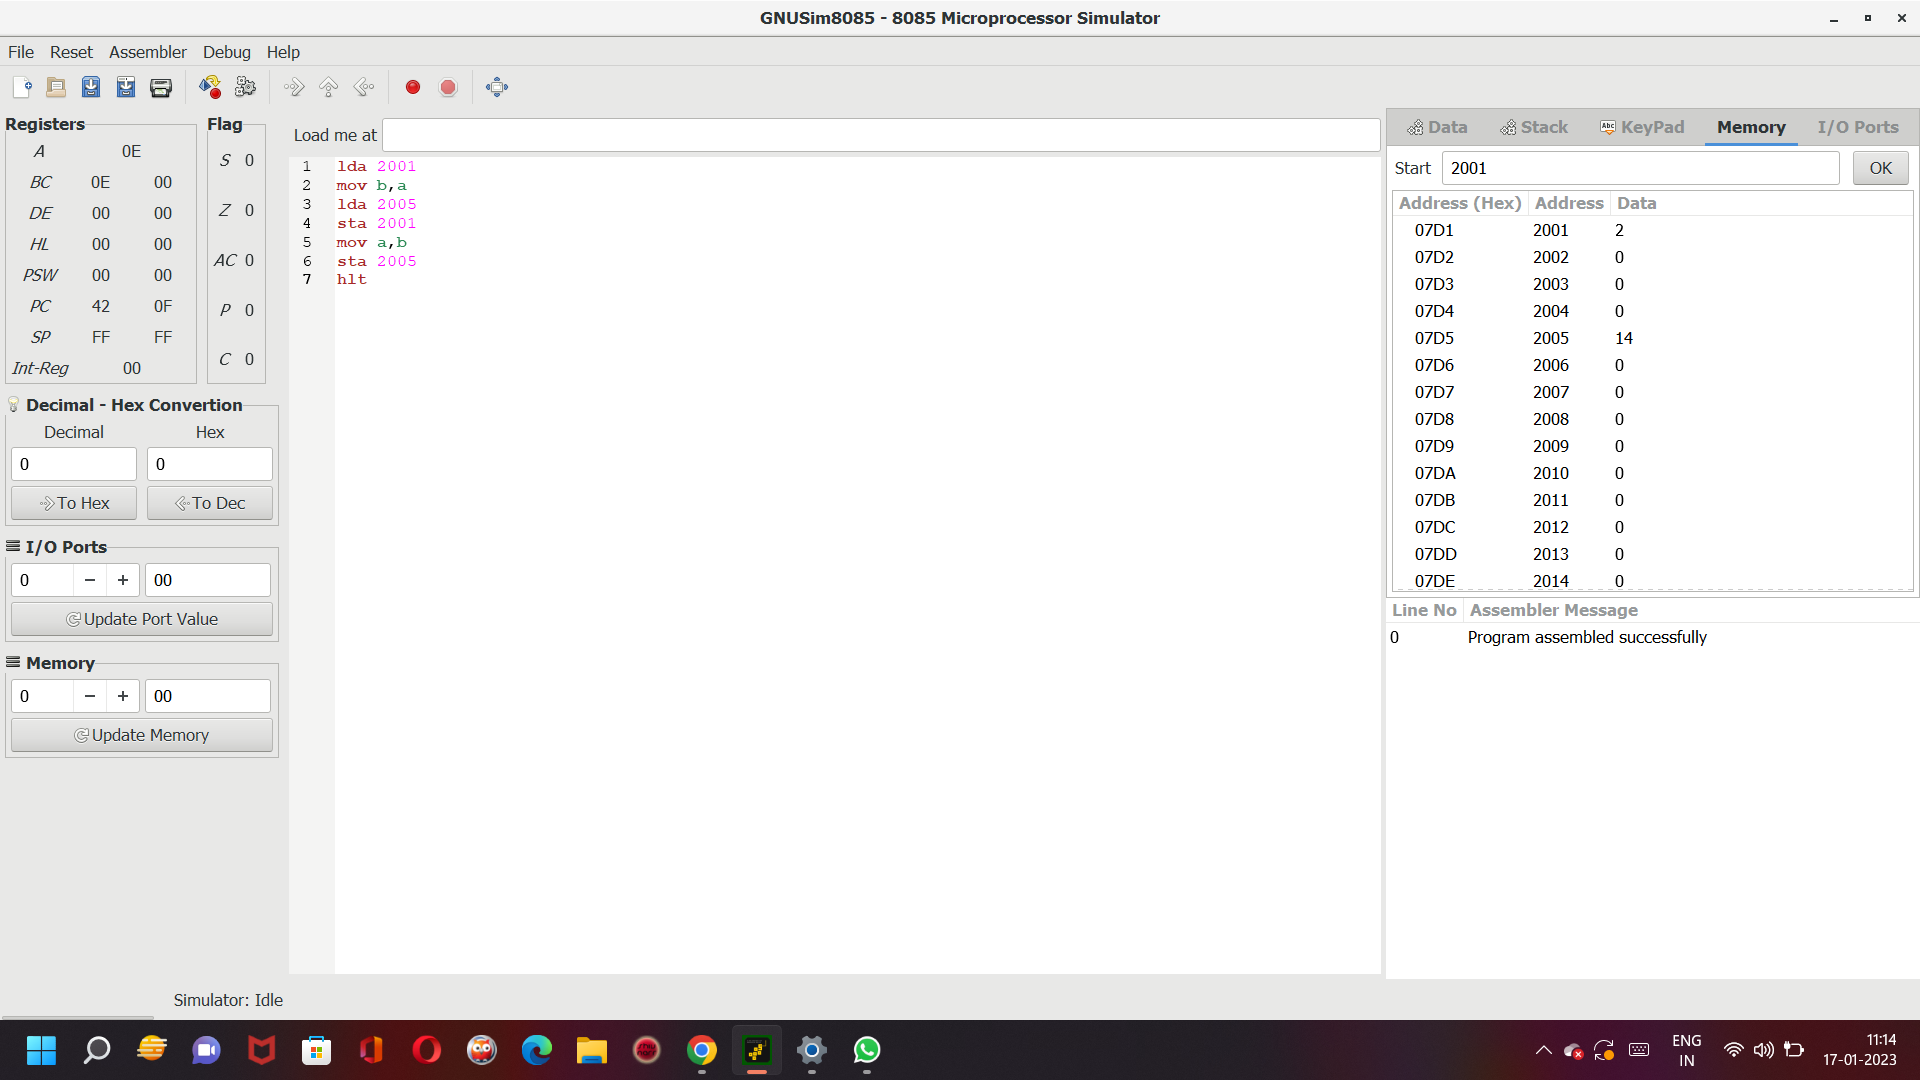 GNUSim8085 - 8085 Microprocessor Simulator
File Reset Assembler Debug Help
Registers
A 0E
BC 0E 00
DE 00 00
HL 00 00
PSW 00 00
PC 42 0F
SP FF FF
Int-Reg 00
Flag
S 0
Z 0
AC 0
P 0
C 0
Decimal - Hex Convertion
Decimal Hex
0 0
To Hex To Dec
I/O Ports
0 − + 00
Update Port Value
Memory
0 − + 00
Update Memory
Load me at
1 lda 2001
2 mov b,a
3 lda 2005
4 sta 2001
5 mov a,b
6 sta 2005
7 hlt
Data Stack Abc KeyPad Memory I/O Ports
Start 2001 OK
Address (Hex) Address Data
07D1 2001 2
07D2 2002 0
07D3 2003 0
07D4 2004 0
07D5 2005 14
07D6 2006 0
07D7 2007 0
07D8 2008 0
07D9 2009 0
07DA 2010 0
07DB 2011 0
07DC 2012 0
07DD 2013 0
07DE 2014 0
Line No Assembler Message
0 Program assembled successfully
Simulator: Idle
ENG
IN
11:14
17-01-2023